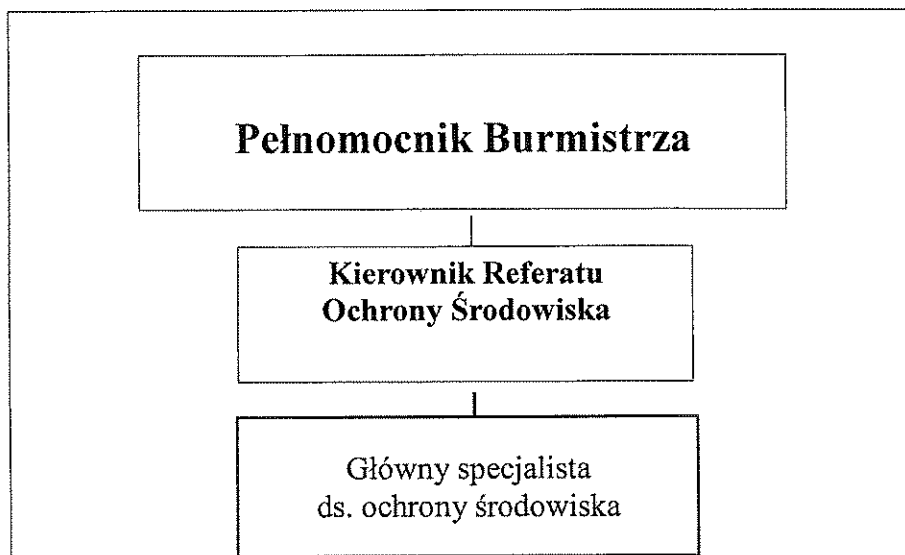 Pełnomocnik Burmistrza
Kierownik Referatu
Ochrony Środowiska
Główny specjalista
ds. ochrony środowiska